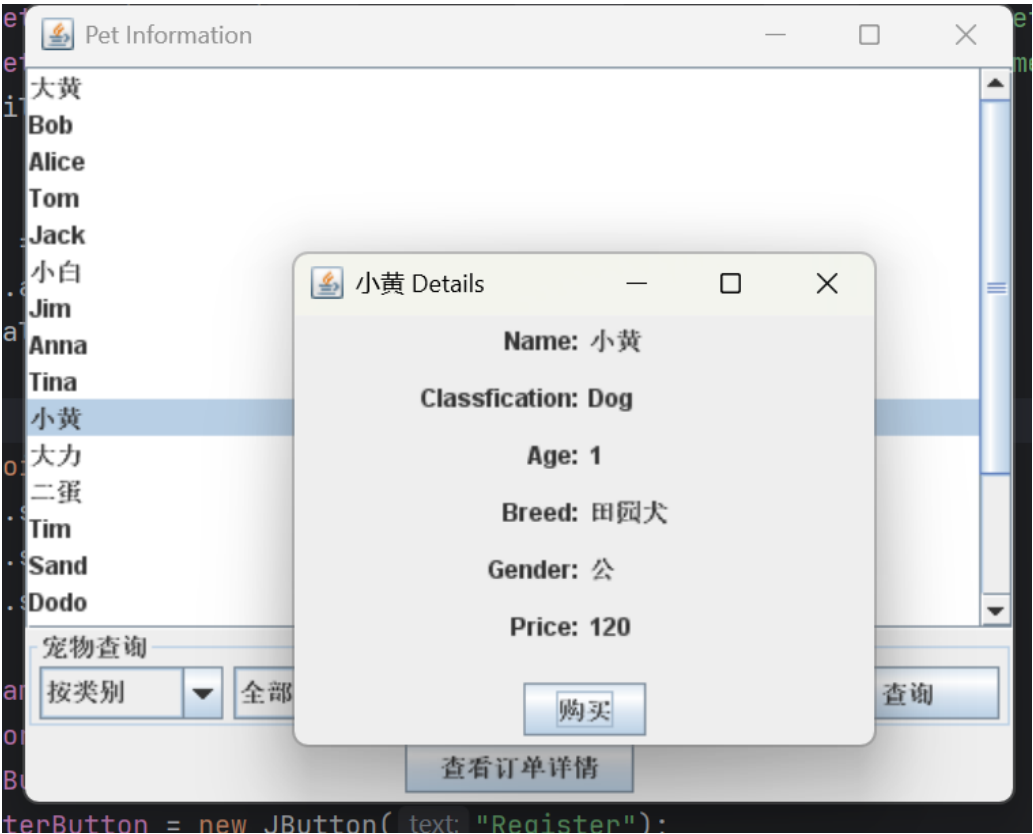 Pet Information
大黄
Bob
Alice
Tom
Jack
小白
Jim
Anna
Tina
小黄
大力
二蛋
Tim
Sand
Dodo
小黄 Details
Name: 小黄
Classfication: Dog
Age: 1
Breed: 田园犬
Gender: 公
Price: 120
购买
宠物查询
按类别
全部
查询
查看订单详情
terButton = new JButton( text: "Register");